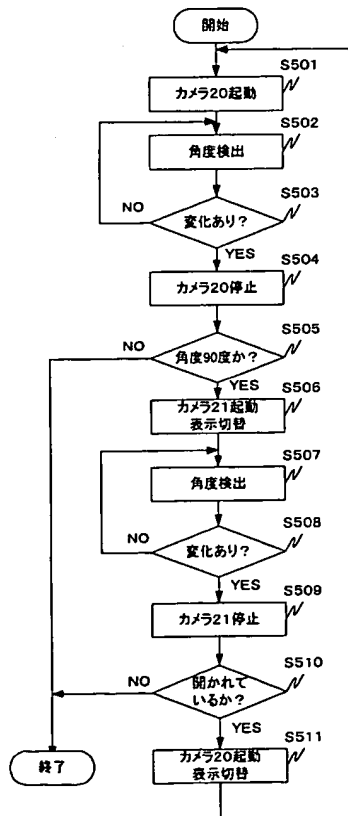 開始
S501
カメラ20起動
S502
角度検出
S503
変化あり?
NO
YES
S504
カメラ20停止
S505
角度90度か?
NO
YES
S506
カメラ21起動
表示切替
S507
角度検出
S508
変化あり?
NO
YES
S509
カメラ21停止
S510
開かれて
いるか?
NO
YES
S511
カメラ20起動
表示切替
終了